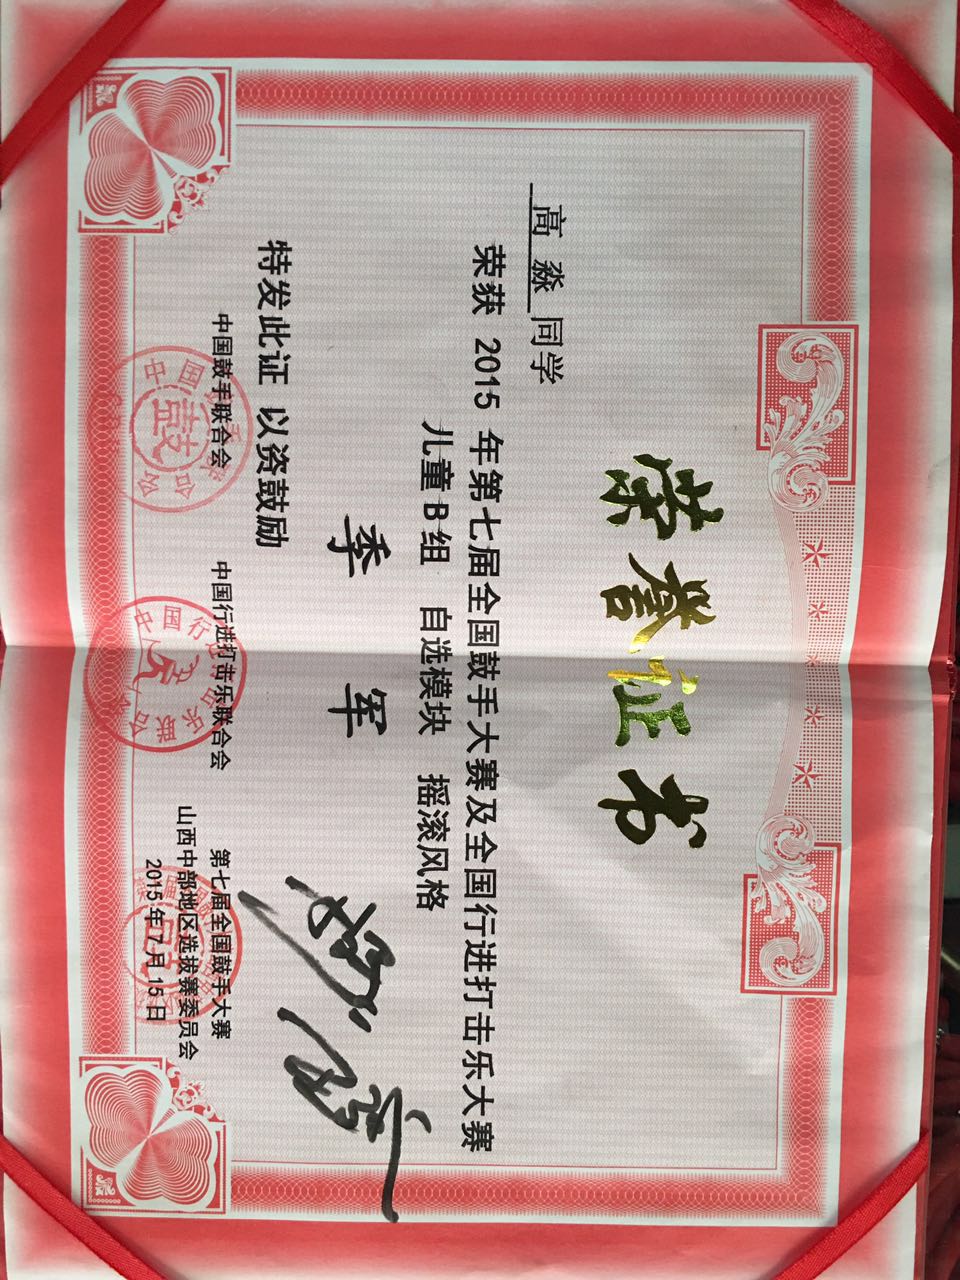 荣誉证书
高淼同学
荣获 2015 年第七届全国鼓手大赛及全国行进打击乐大赛
儿童B组 自选模块 摇滚风格
季 军
特发此证 以资鼓励
中国鼓手联合会
中国行进打击乐联合会
第七届全国鼓手大赛
山西中部地区选拔赛委员会
2015年7月15日